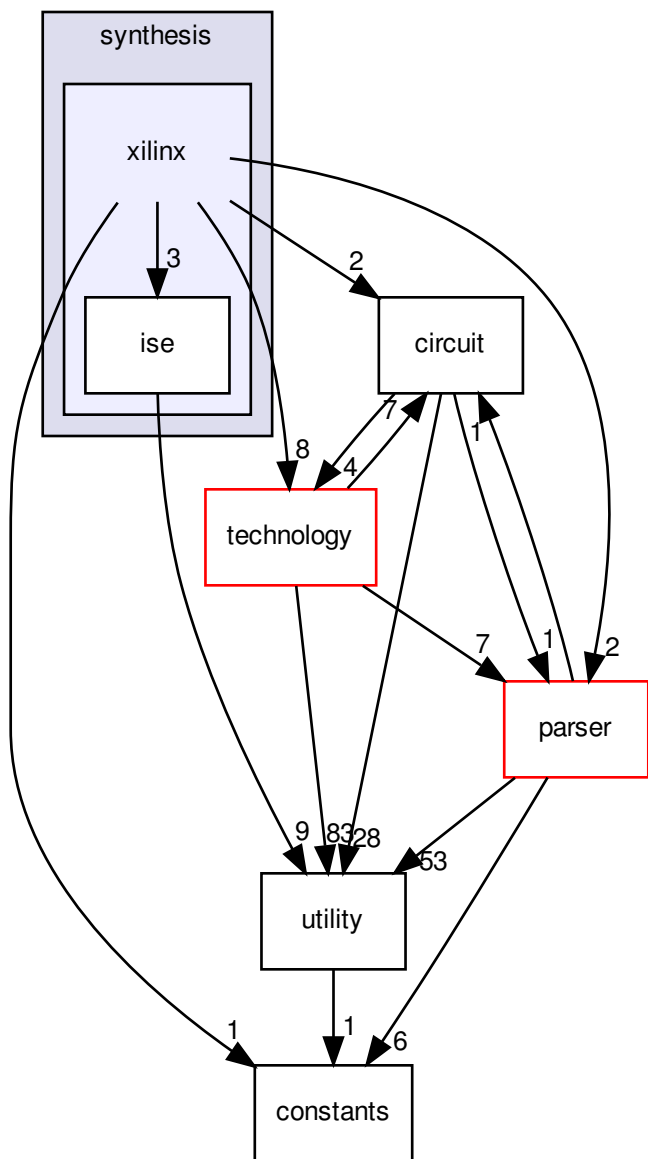 synthesis
xilinx
3
2
ise
circuit
7
1
8
4
technology
1
7
2
parser
9
83
28
53
utility
1
1
6
constants